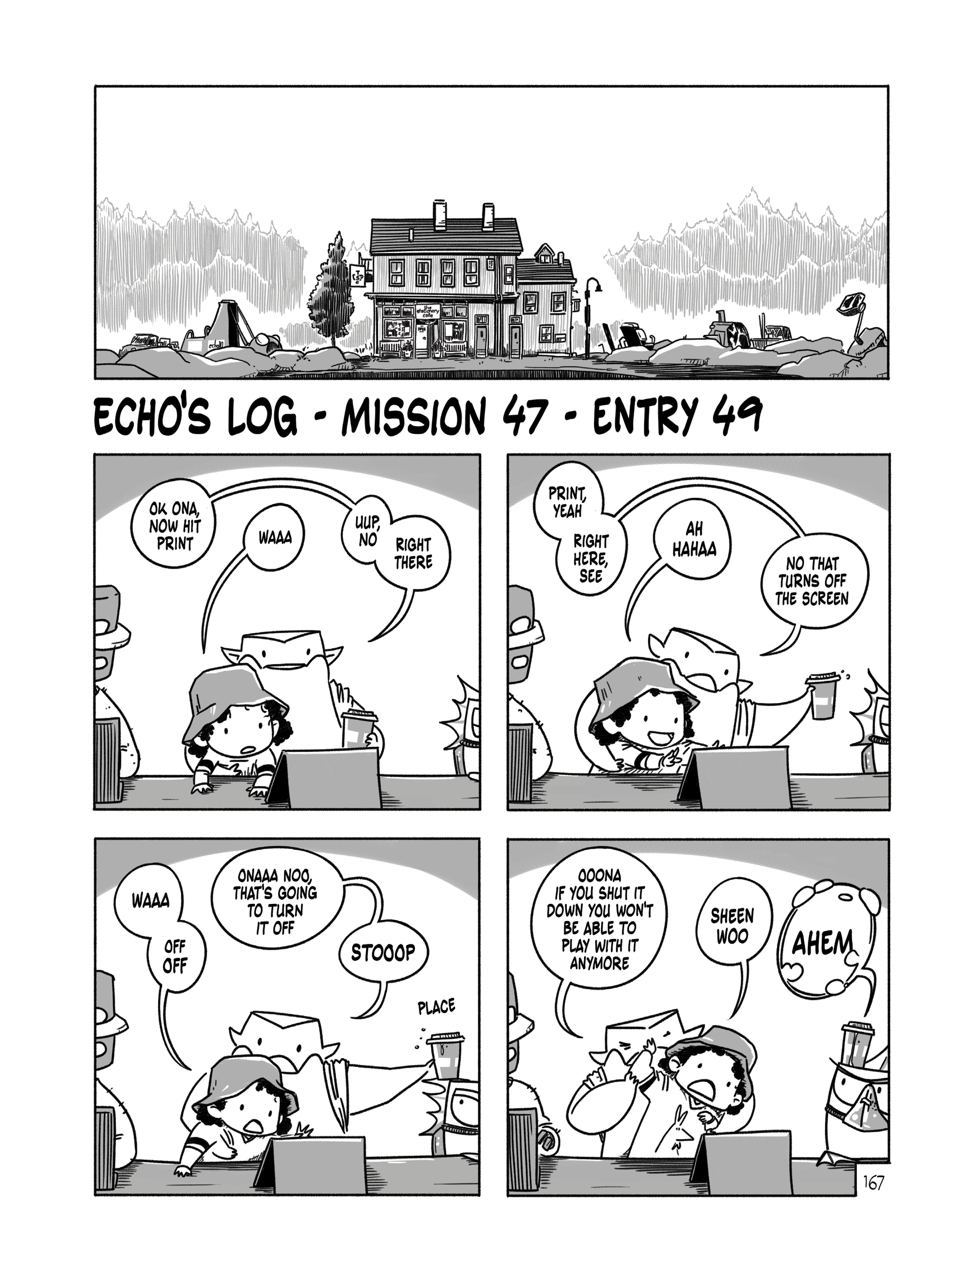 the
stationery
cafe
ECHO'S LOG - MISSION 47 - ENTRY 49
OK ONA,
NOW HIT
PRINT
WAAA
UUP,
NO
RIGHT
THERE
PRINT,
YEAH
RIGHT
HERE,
SEE
AH
HAHAA
NO THAT
TURNS OFF
THE SCREEN
WAAA
OFF
OFF
ONAAA NOO,
THAT'S GOING
TO TURN
IT OFF
STOOOP
PLACE
OOONA
IF YOU SHUT IT
DOWN YOU WON'T
BE ABLE TO
PLAY WITH IT
ANYMORE
SHEEN
WOO
AHEM
167